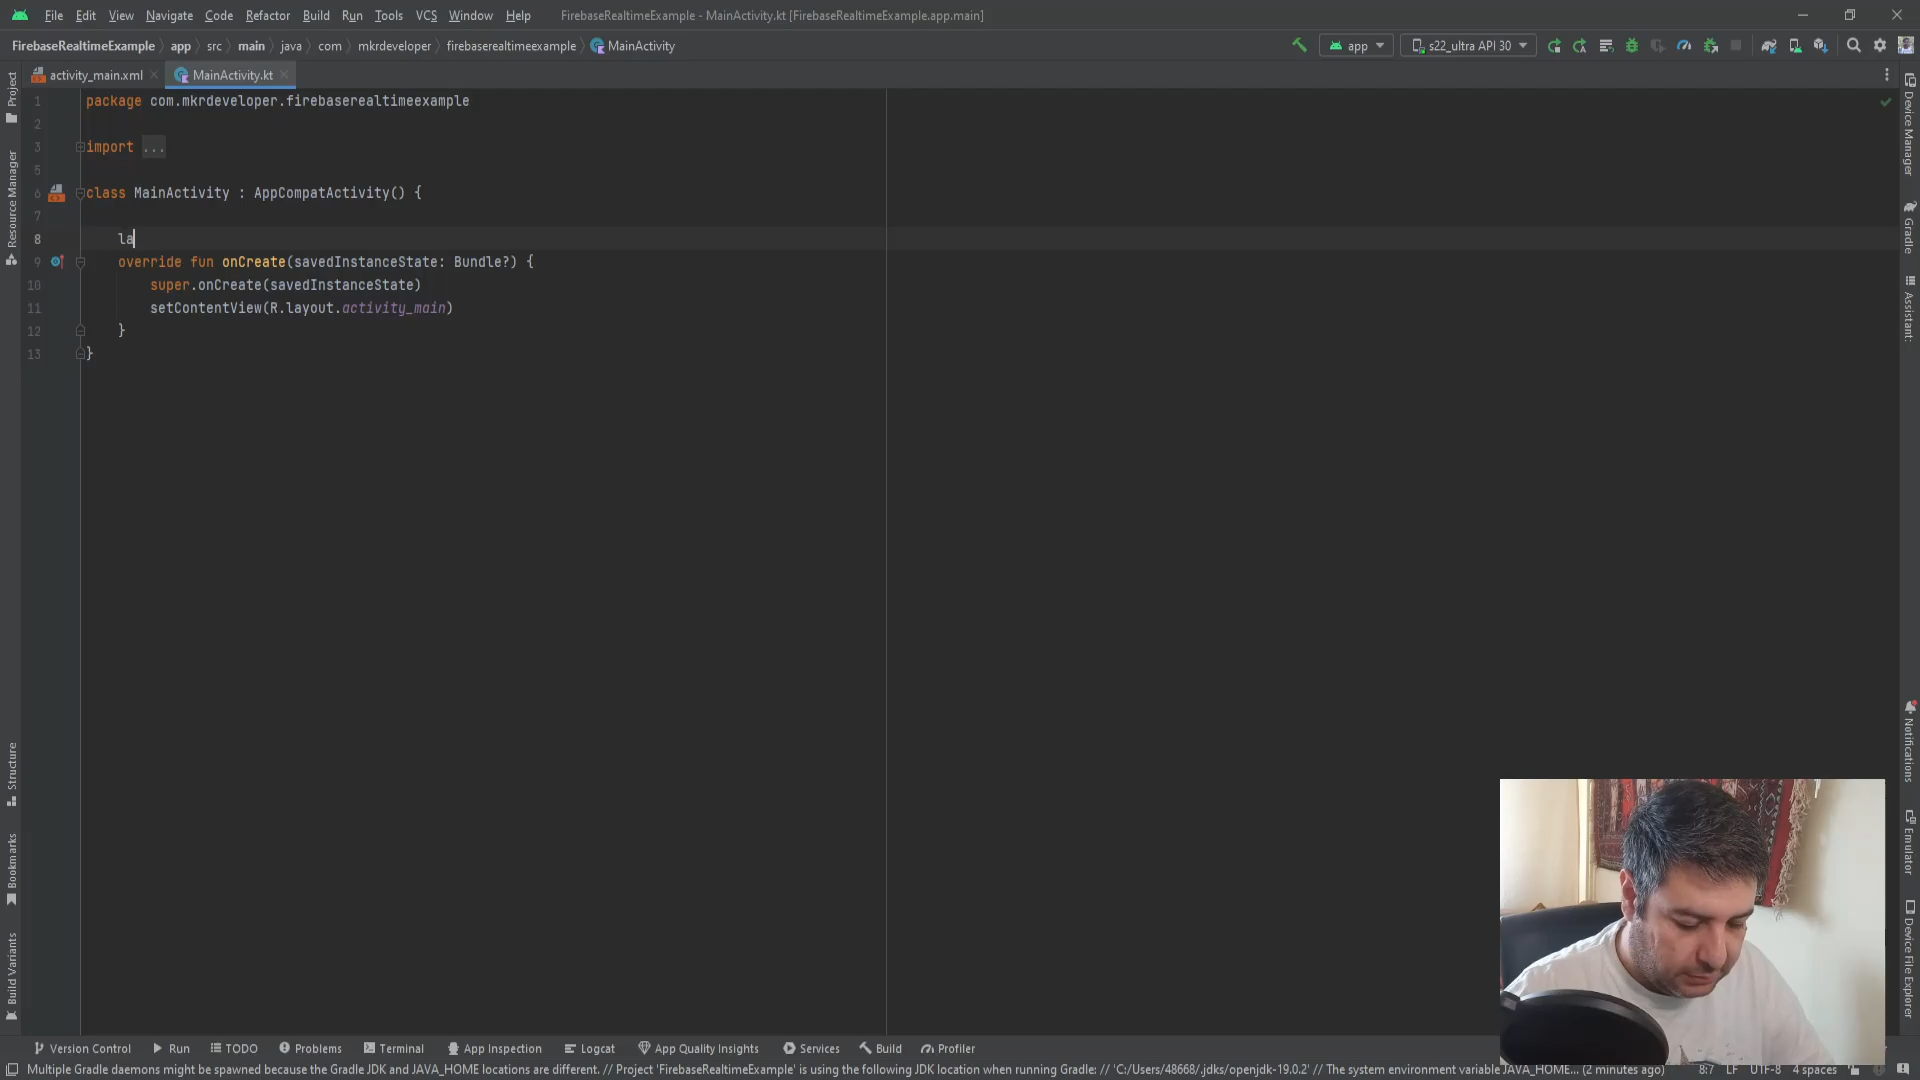 File Edit View Navigate Code Refactor Build Run Tools VCS Window Help FirebaseRealtimeExample - MainActivity.kt [FirebaseRealtimeExample.app.main]
FirebaseRealtimeExample app src main java com mkrdeveloper firebaserealtimeexample MainActivity app s22_ultra API 30
activity_main.xml MainActivity.kt
1 package com.mkrdeveloper.firebaserealtimeexample
2
3 import ...
5
6 class MainActivity : AppCompatActivity() {
7
8 la
9 override fun onCreate(savedInstanceState: Bundle?) {
10 super.onCreate(savedInstanceState)
11 setContentView(R.layout.activity_main)
12 }
13 }
Project
Resource Manager
Structure
Bookmarks
Build Variants
Device Manager
Gradle
Assistant:
Notifications
Emulator
Device File Explorer
Version Control Run TODO Problems Terminal App Inspection Logcat App Quality Insights Services Build Profiler
Multiple Gradle daemons might be spawned because the Gradle JDK and JAVA_HOME locations are different. // Project 'FirebaseRealtimeExample' is using the following JDK location when running Gradle: // 'C:/Users/48668/.jdks/openjdk-19.0.2' // The system environment variable JAVA_HOME... (2 minutes ago) 8:7 LF UTF-8 4 spaces